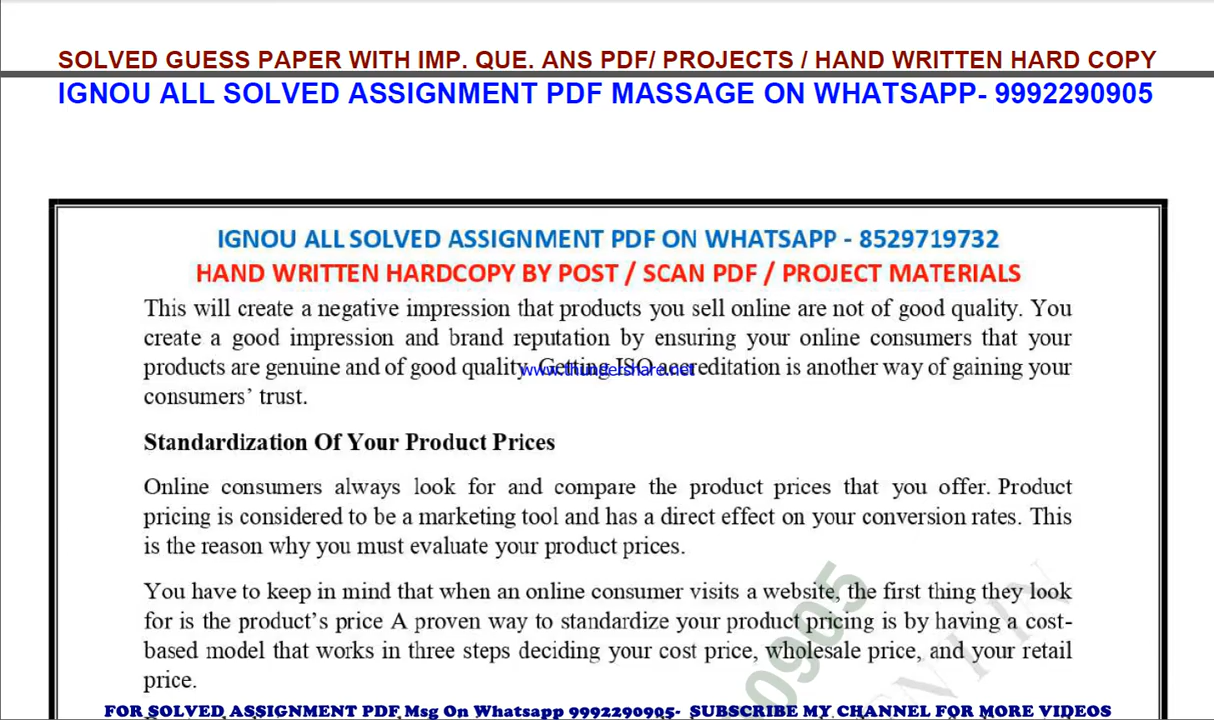 SOLVED GUESS PAPER WITH IMP. QUE. ANS PDF/ PROJECTS / HAND WRITTEN HARD COPY
IGNOU ALL SOLVED ASSIGNMENT PDF MASSAGE ON WHATSAPP- 9992290905
IGNOU ALL SOLVED ASSIGNMENT PDF ON WHATSAPP - 8529719732
HAND WRITTEN HARDCOPY BY POST / SCAN PDF / PROJECT MATERIALS
This will create a negative impression that products you sell online are not of good quality. You
create a good impression and brand reputation by ensuring your online consumers that your
products are genuine and of good quality. Getting ISO accreditation is another way of gaining your
www.thundershare.net
consumers’ trust.
Standardization Of Your Product Prices
Online consumers always look for and compare the product prices that you offer. Product
pricing is considered to be a marketing tool and has a direct effect on your conversion rates. This
is the reason why you must evaluate your product prices.
You have to keep in mind that when an online consumer visits a website, the first thing they look
for is the product’s price A proven way to standardize your product pricing is by having a cost-
based model that works in three steps deciding your cost price, wholesale price, and your retail
price.
0905
FOR SOLVED ASSIGNMENT PDF Msg On Whatsapp 9992290905- SUBSCRIBE MY CHANNEL FOR MORE VIDEOS